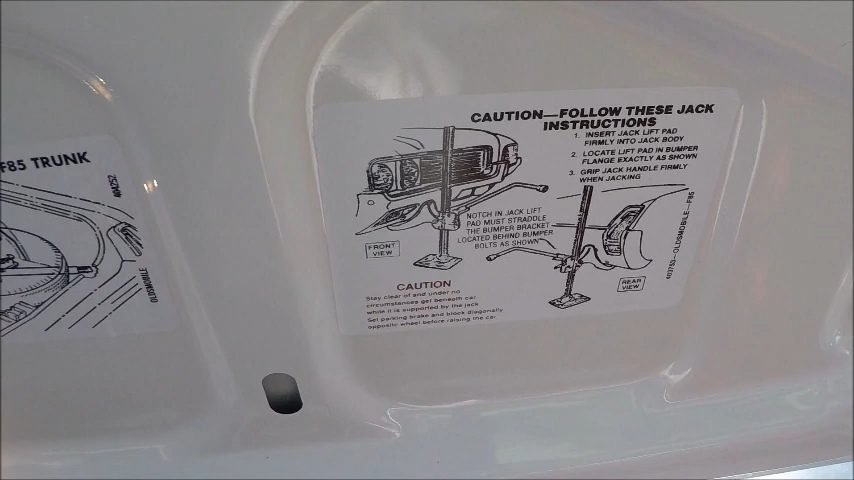 F85 TRUNK
404252
OLDSMOBILE
CAUTION—FOLLOW THESE JACK
INSTRUCTIONS
1. INSERT JACK LIFT PAD
FIRMLY INTO JACK BODY
2. LOCATE LIFT PAD IN BUMPER
FLANGE EXACTLY AS SHOWN
3. GRIP JACK HANDLE FIRMLY
WHEN JACKING
NOTCH IN JACK LIFT
PAD MUST STRADDLE
THE BUMPER BRACKET
LOCATED BEHIND BUMPER
BOLTS AS SHOWN
FRONT
VIEW
REAR
VIEW
403753—OLDSMOBILE—F85
CAUTION
Stay clear of and under no
circumstances get beneath car
while it is supported by the jack
Set parking brake and block diagonally
opposite wheel before raising the car